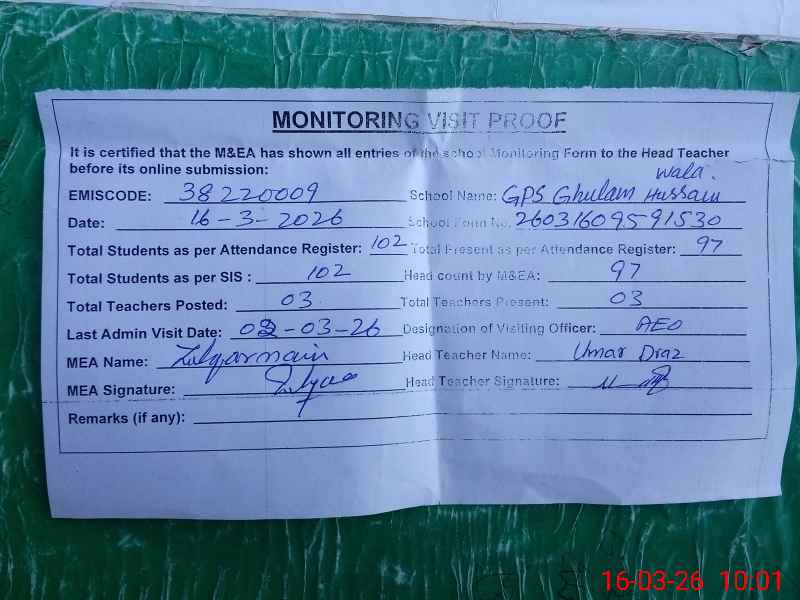 MONITORING VISIT PROOF
It is certified that the M&EA has shown all entries of the school Monitoring Form to the Head Teacher
before its online submission:
EMISCODE: 38220009 School Name: GPS Ghulam Hussain wala.
Date: 16-3-2026 School Form No. 26031609591530
Total Students as per Attendance Register: 102 Total Present as per Attendance Register: 97
Total Students as per SIS : 102 Head count by M&EA: 97
Total Teachers Posted: 03 Total Teachers Present: 03
Last Admin Visit Date: 02-03-26 Designation of Visiting Officer: AEO
MEA Name: Zulqarnain Head Teacher Name: Umar Draz
MEA Signature: Head Teacher Signature:
Remarks (if any):
16-03-26 10:01